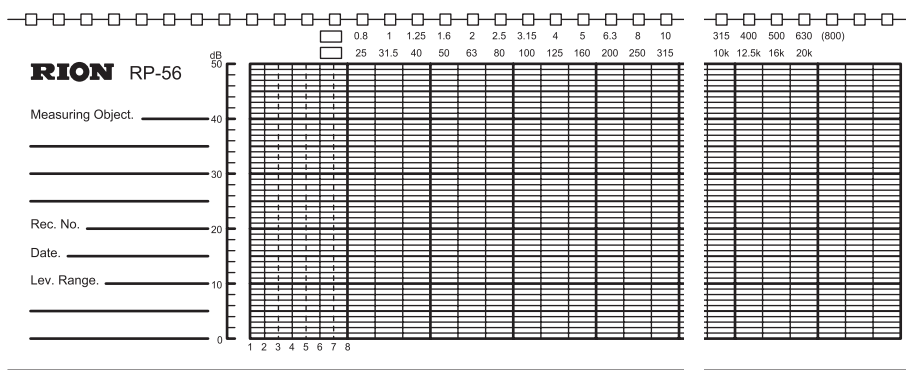 0.8 1 1.25 1.6 2 2.5 3.15 4 5 6.3 8 10 315 400 500 630 (800)
25 31.5 40 50 63 80 100 125 160 200 250 315 10k 12.5k 16k 20k
dB
50
RION RP-56
Measuring Object.
40
30
Rec. No.
20
Date.
Lev. Range.
10
0
1 2 3 4 5 6 7 8